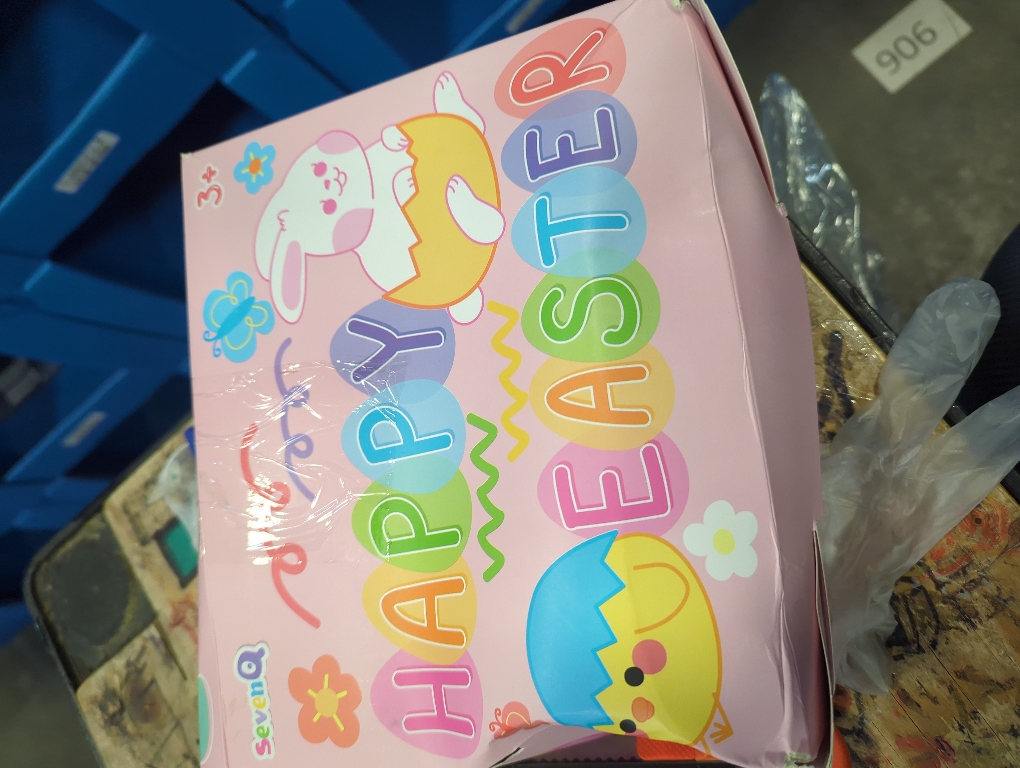 sevenQ
3+
HAPPY
EASTER
906